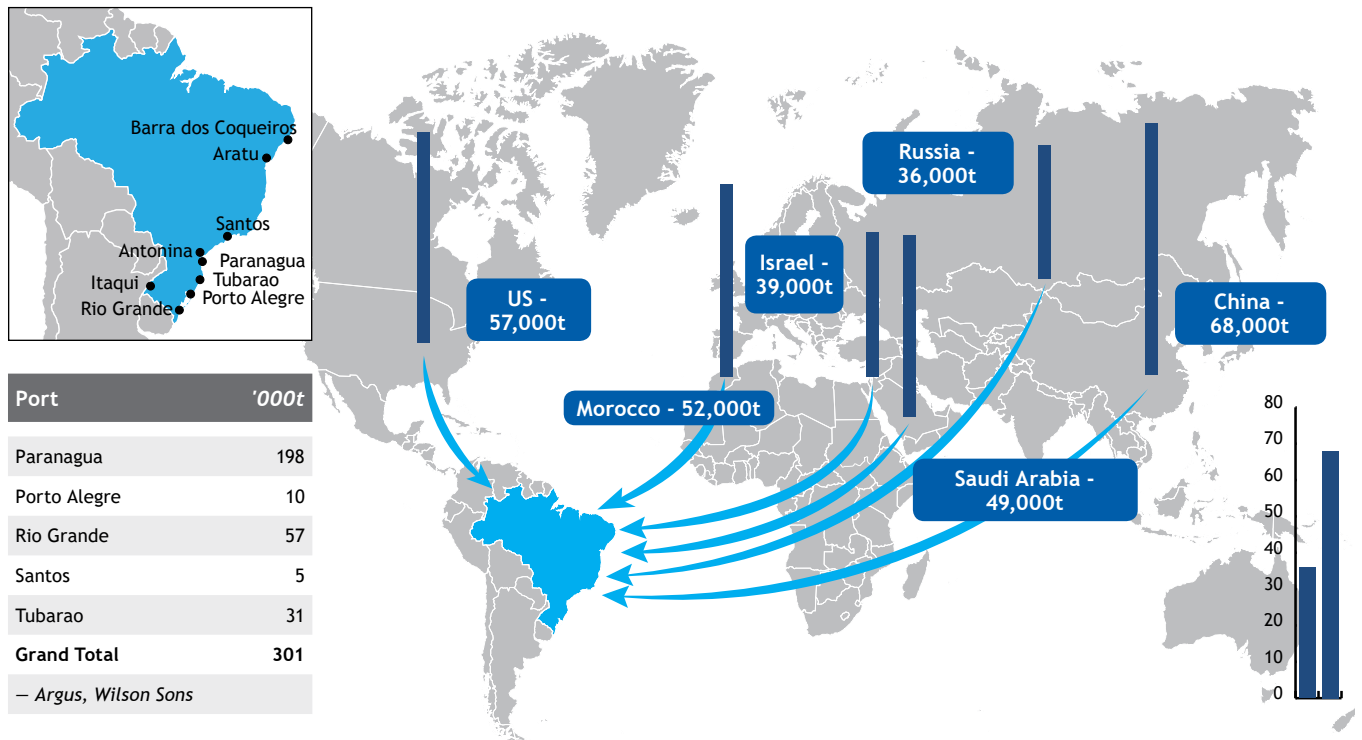 Barra dos Coqueiros
Aratu
Santos
Antonina
Paranagua
Itaqui
Tubarao
Porto Alegre
Rio Grande
Port '000t
Paranagua 198
Porto Alegre 10
Rio Grande 57
Santos 5
Tubarao 31
Grand Total 301
— Argus, Wilson Sons
US -
57,000t
Morocco - 52,000t
Israel -
39,000t
Russia -
36,000t
Saudi Arabia -
49,000t
China -
68,000t
80
70
60
50
40
30
20
10
0